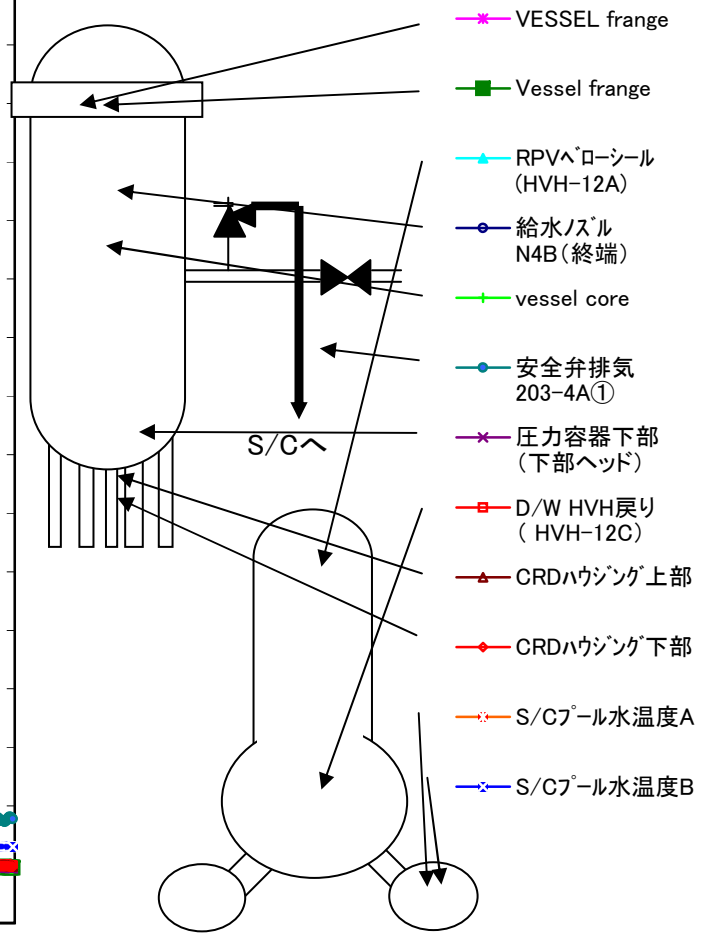 VESSEL frange
Vessel frange
RPVベローシール
(HVH-12A)
給水ノズル
N4B(終端)
vessel core
安全弁排気
203-4A①
圧力容器下部
(下部ヘッド)
D/W HVH戻り
( HVH-12C)
CRDハウジング上部
CRDハウジング下部
S/Cプール水温度A
S/Cプール水温度B
S/Cへ